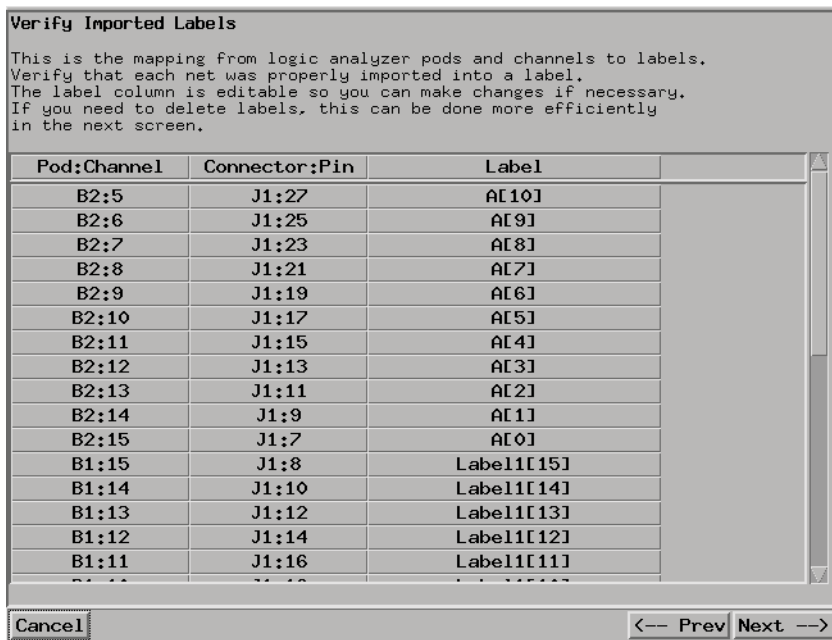 Verify Imported Labels
This is the mapping from logic analyzer pods and channels to labels.
Verify that each net was properly imported into a label.
The label column is editable so you can make changes if necessary.
If you need to delete labels, this can be done more efficiently
in the next screen.
Pod:Channel Connector:Pin Label
B2:5 J1:27 A[10]
B2:6 J1:25 A[9]
B2:7 J1:23 A[8]
B2:8 J1:21 A[7]
B2:9 J1:19 A[6]
B2:10 J1:17 A[5]
B2:11 J1:15 A[4]
B2:12 J1:13 A[3]
B2:13 J1:11 A[2]
B2:14 J1:9 A[1]
B2:15 J1:7 A[0]
B1:15 J1:8 Label1[15]
B1:14 J1:10 Label1[14]
B1:13 J1:12 Label1[13]
B1:12 J1:14 Label1[12]
B1:11 J1:16 Label1[11]
Cancel <-- Prev Next -->